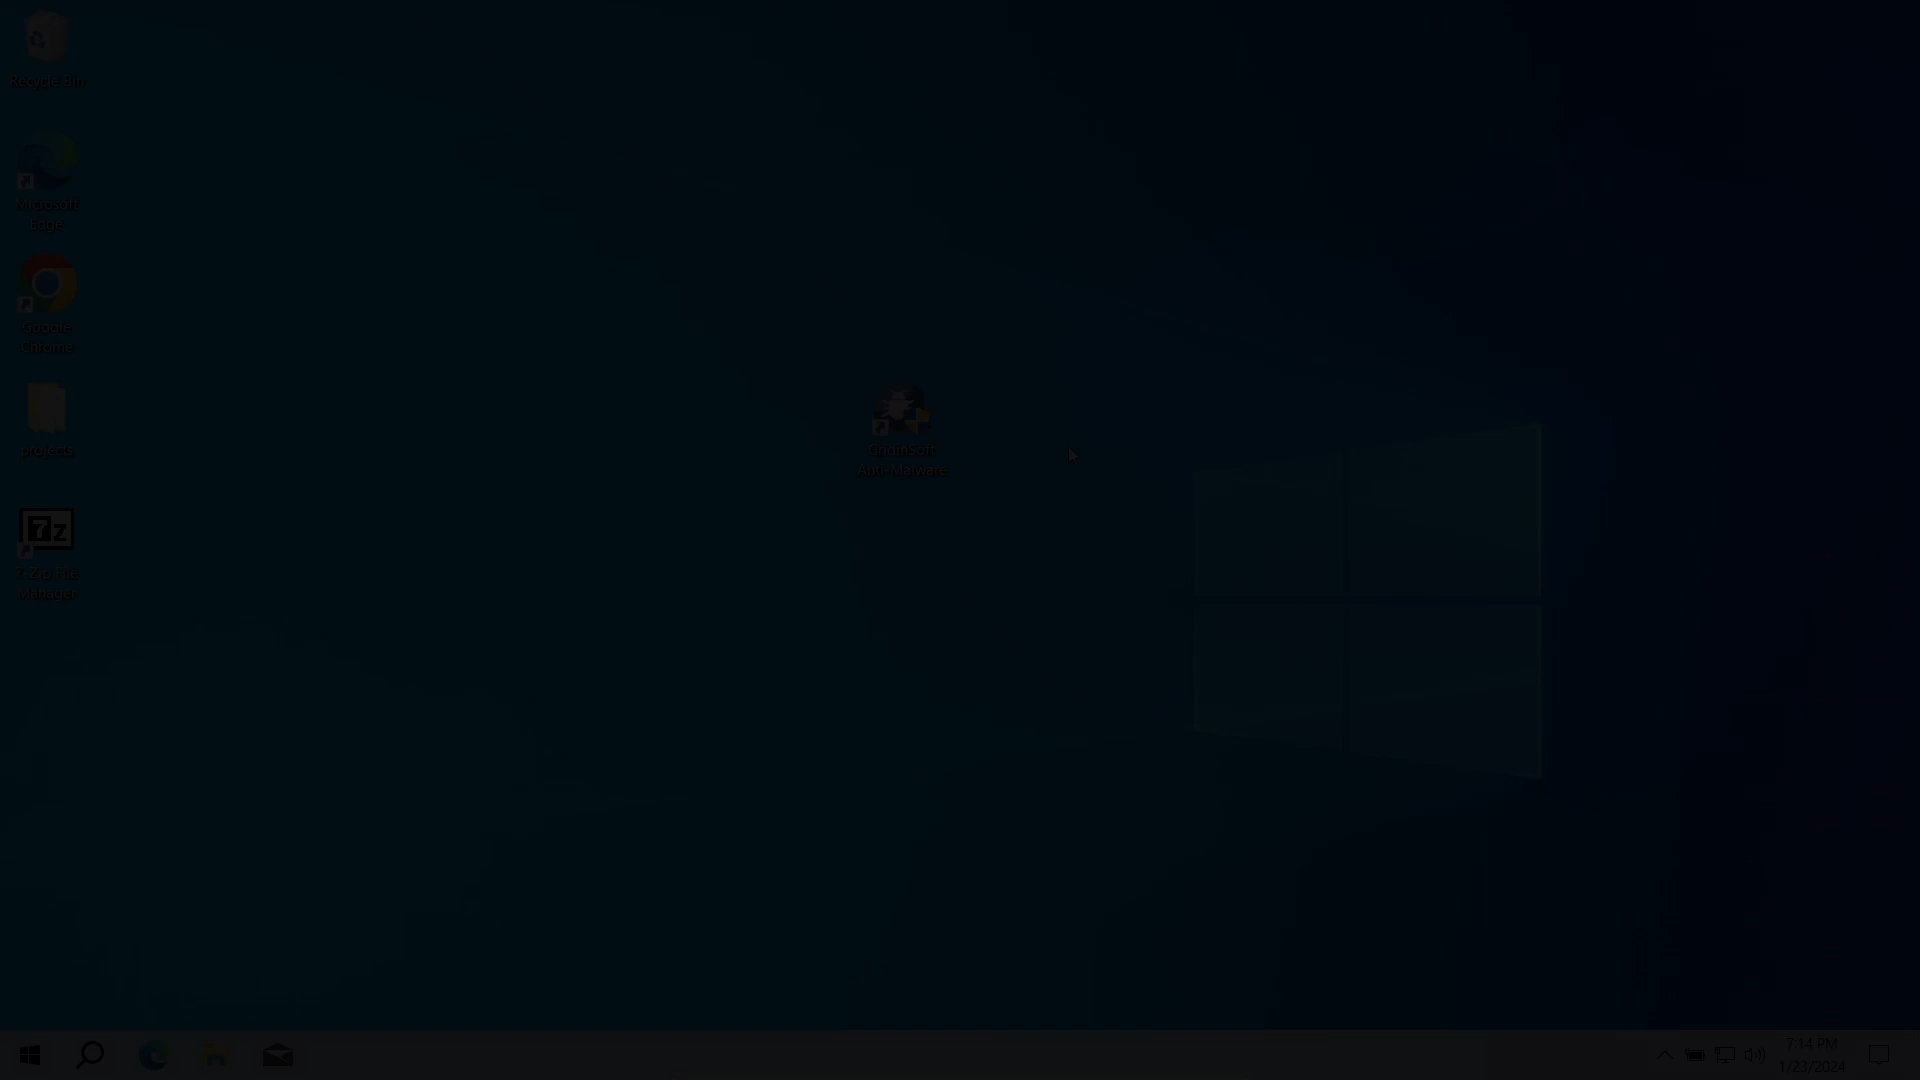 Recycle Bin
Microsoft
Edge
Google
Chrome
projects
7z
7-Zip File
Manager
GridinSoft
Anti-Malware
7:14 PM
1/23/2024